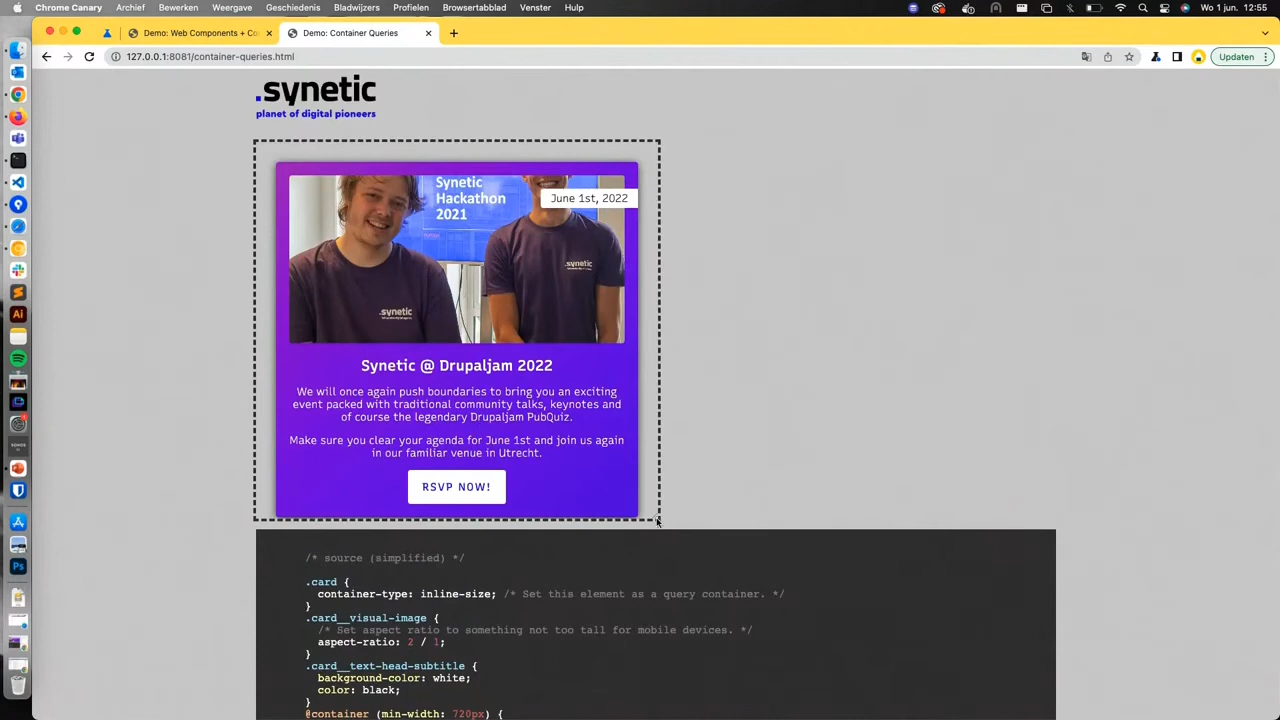 Chrome Canary Archief Bewerken Weergave Geschiedenis Bladwijzers Profielen Browsertabblad Venster Help Wo 1 jun. 12:55
Demo: Web Components + Co Demo: Container Queries
127.0.0.1:8081/container-queries.html Updaten
.synetic
planet of digital pioneers
Synetic
Hackathon
2021
June 1st, 2022
.synetic
.synetic
Synetic @ Drupaljam 2022
We will once again push boundaries to bring you an exciting
event packed with traditional community talks, keynotes and
of course the legendary Drupaljam PubQuiz.
Make sure you clear your agenda for June 1st and join us again
in our familiar venue in Utrecht.
RSVP NOW!
/* source (simplified) */
.card {
container-type: inline-size; /* Set this element as a query container. */
}
.card__visual-image {
/* Set aspect ratio to something not too tall for mobile devices. */
aspect-ratio: 2 / 1;
}
.card__text-head-subtitle {
background-color: white;
color: black;
}
@container (min-width: 720px) {